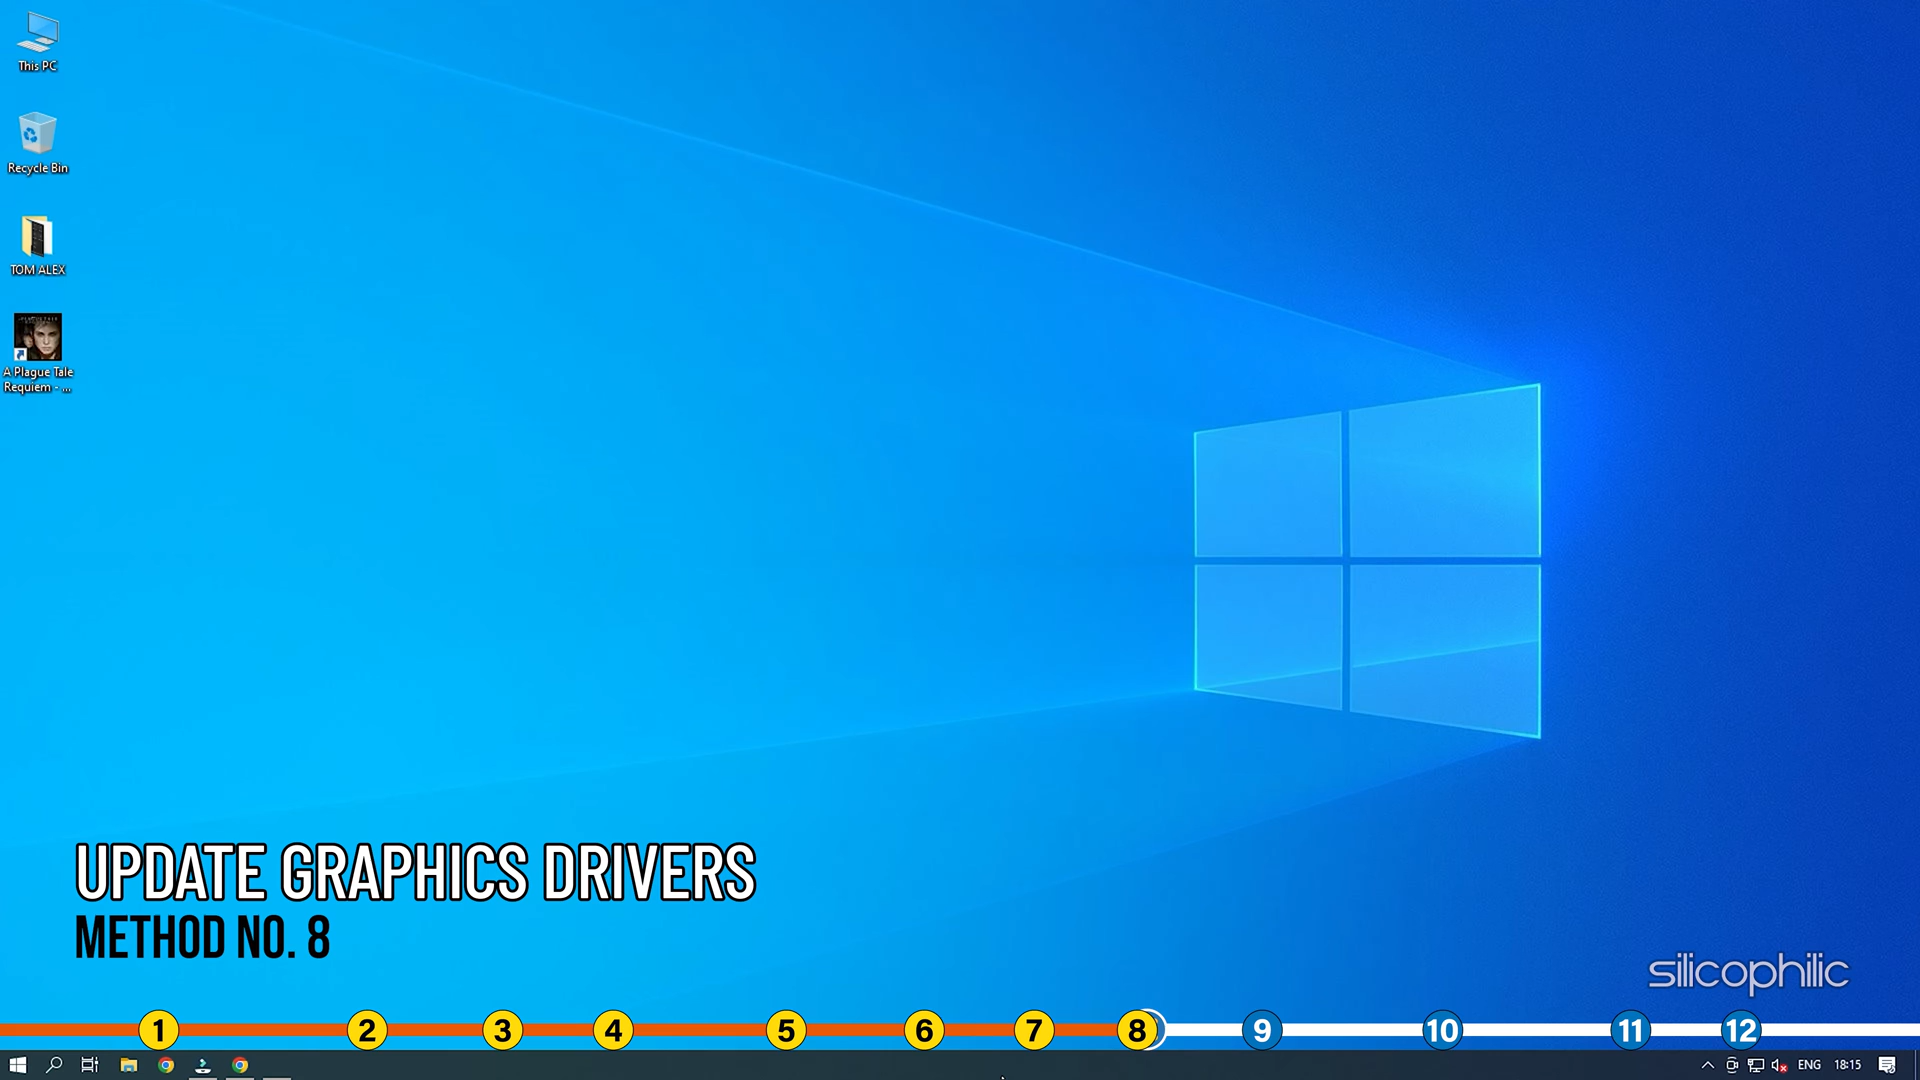 This PC
Recycle Bin
TOM ALEX
A Plague Tale
Requiem - ...
UPDATE GRAPHICS DRIVERS
METHOD NO. 8
silicophilic
1 2 3 4 5 6 7 8 9 10 11 12
ENG 18:15